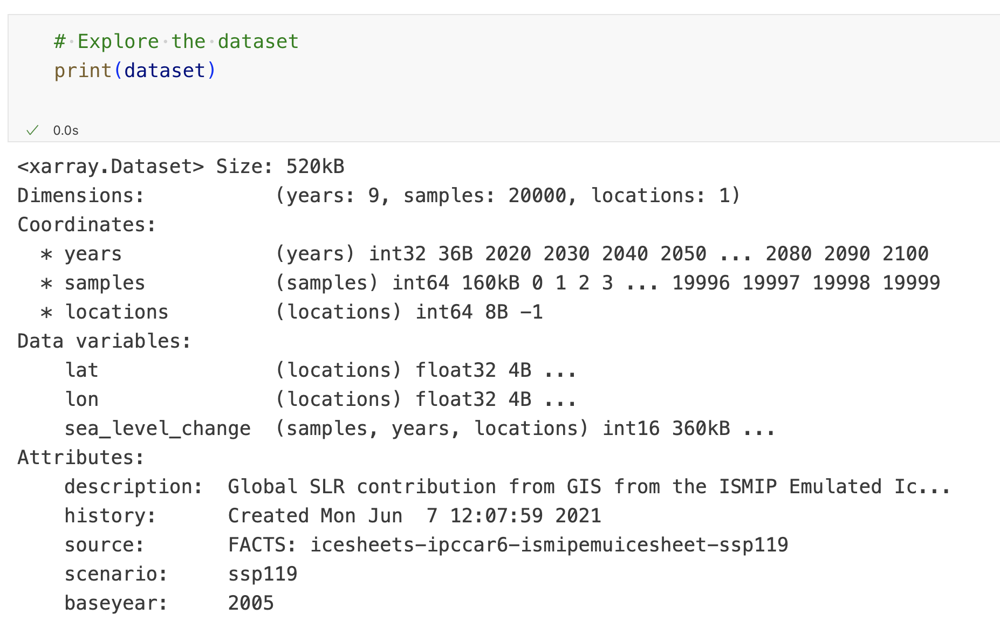 # Explore the dataset
print(dataset)
✓ 0.0s
<xarray.Dataset> Size: 520kB
Dimensions:           (years: 9, samples: 20000, locations: 1)
Coordinates:
  * years             (years) int32 36B 2020 2030 2040 2050 ... 2080 2090 2100
  * samples           (samples) int64 160kB 0 1 2 3 ... 19996 19997 19998 19999
  * locations         (locations) int64 8B -1
Data variables:
    lat               (locations) float32 4B ...
    lon               (locations) float32 4B ...
    sea_level_change  (samples, years, locations) int16 360kB ...
Attributes:
    description:  Global SLR contribution from GIS from the ISMIP Emulated Ic...
    history:      Created Mon Jun  7 12:07:59 2021
    source:       FACTS: icesheets-ipccar6-ismipemuicesheet-ssp119
    scenario:     ssp119
    baseyear:     2005